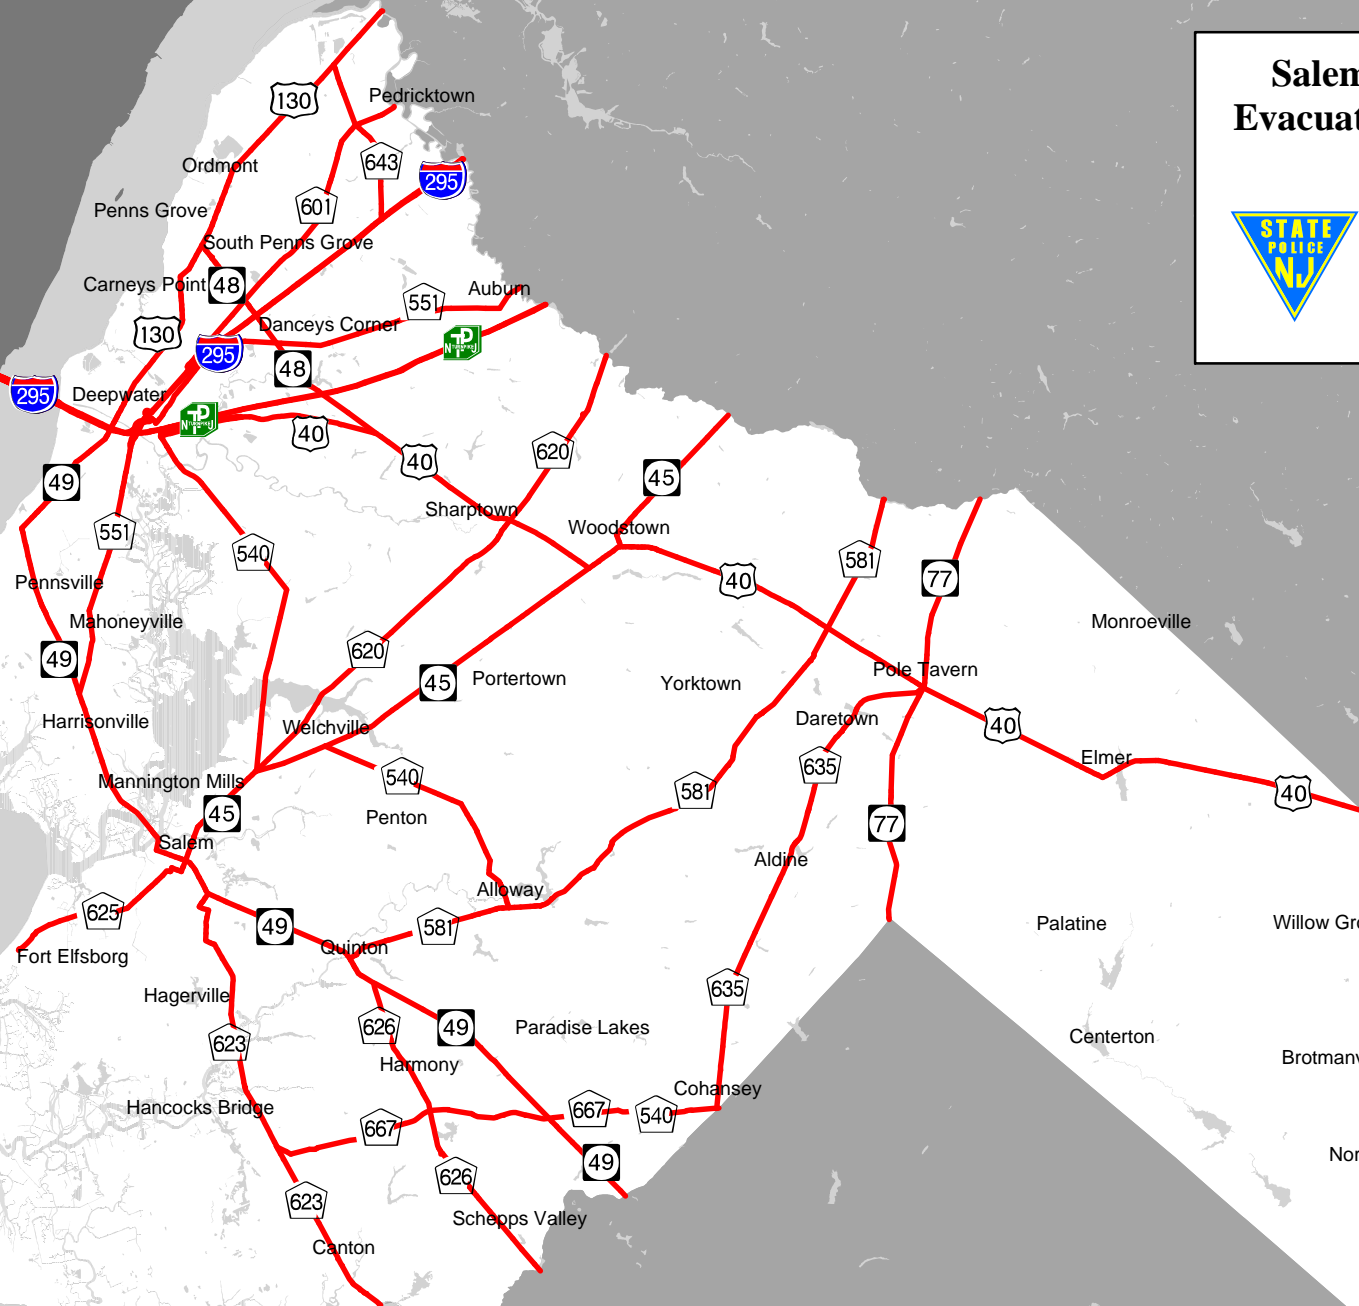 Salem
Evacuat
STATE
POLICE
NJ
Pedricktown
130
643
295
Ordmont
601
Penns Grove
South Penns Grove
Carneys Point
48
Auburn
551
130
Danceys Corner
295
48
295
Deepwater
40
40
620
45
49
Sharptown
Woodstown
551
540
581
40
77
Pennsville
Mahoneyville
Monroeville
49
620
45
Portertown
Yorktown
Pole Tavern
Harrisonville
Welchville
Daretown
40
Elmer
635
Mannington Mills
540
581
40
45
Penton
77
Salem
Aldine
Alloway
625
49
581
Palatine
Willow Gro
Quinton
Fort Elfsborg
Hagerville
635
626
49
Paradise Lakes
623
Centerton
Harmony
Brotmanv
Cohansey
Hancocks Bridge
667
540
667
Nor
49
626
623
Schepps Valley
Canton